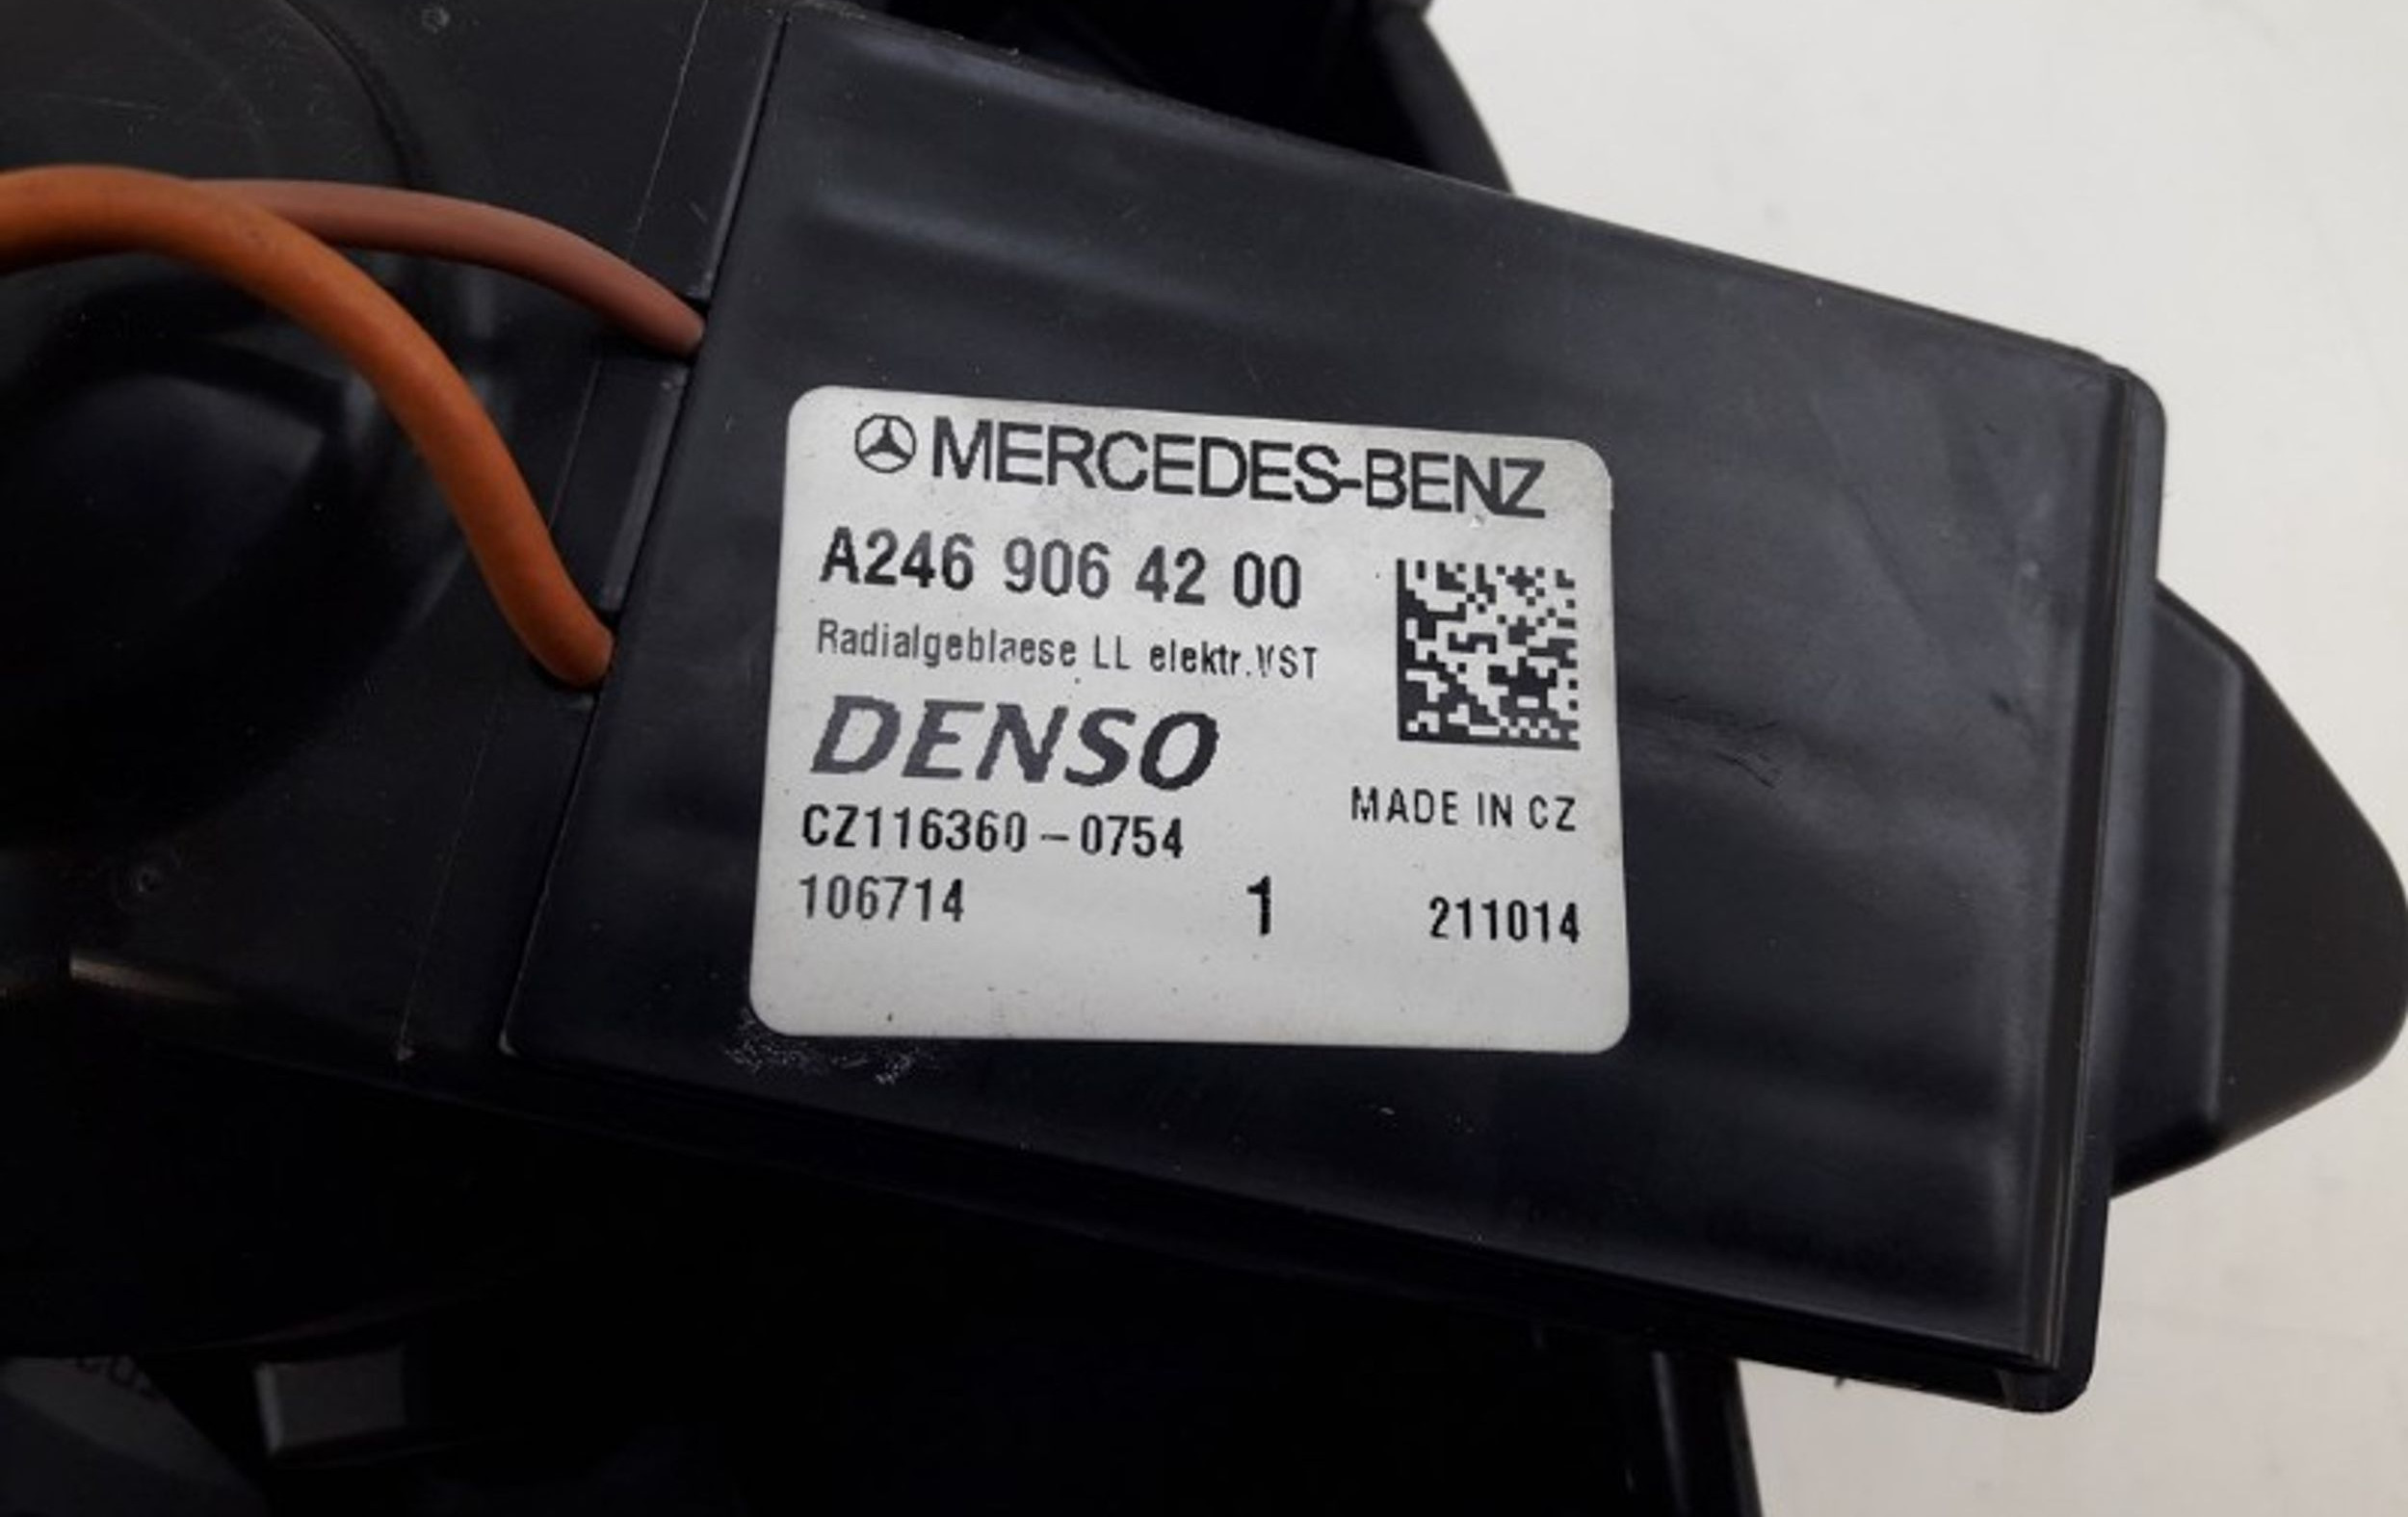 MERCEDES-BENZ
A246 906 42 00
Radialgeblaese LL elektr.VST
DENSO
MADE IN CZ
CZ116360-0754
106714 1 211014